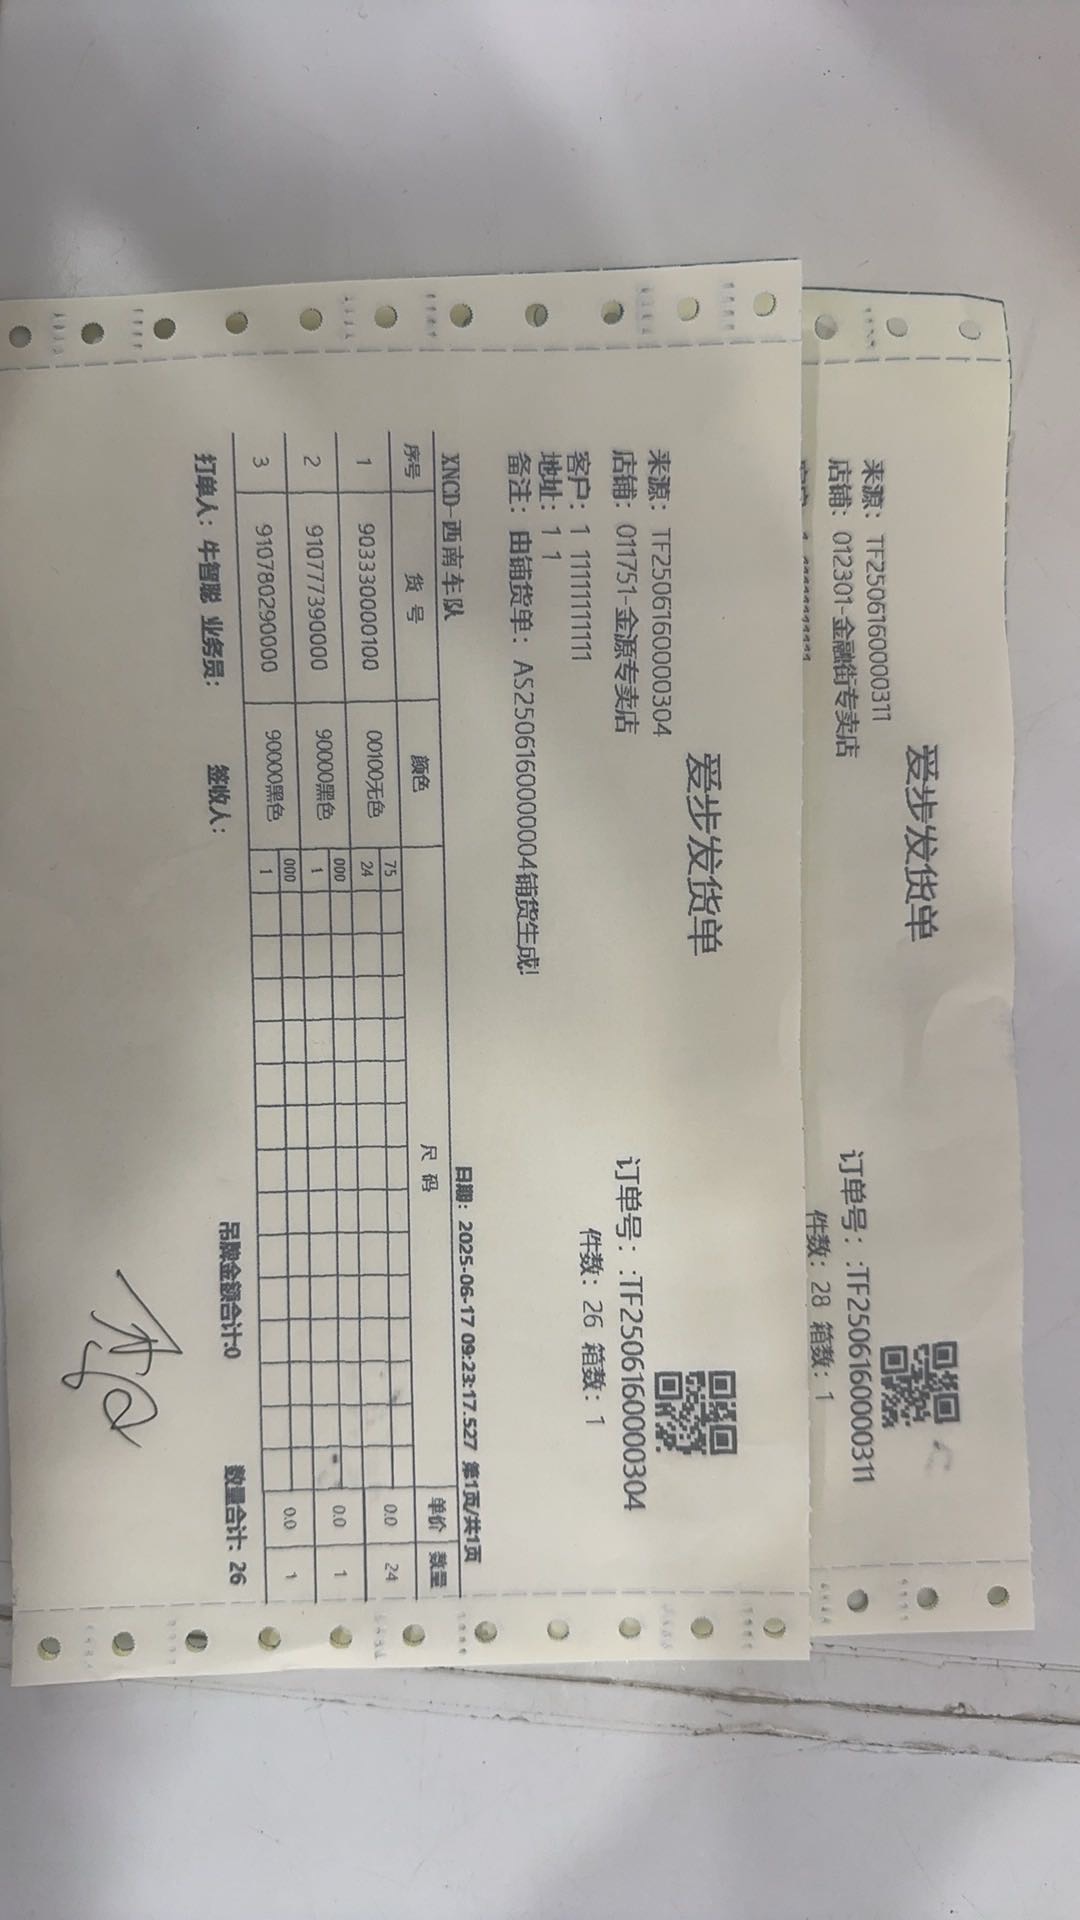 爱步发货单
来源：TF25061600000311
店铺：012301-金融街专卖店
订单号：:TF25061600000311
件数：28 箱数：1
爱步发货单
来源：TF25061600000304
店铺：011751-金源专卖店
订单号：:TF25061600000304
客户：1 11111111111
件数：26 箱数：1
地址：1 1
备注：由铺货单：AS25061600000004铺货生成!
XNCD-西南车队 日期：2025-06-17 09:23:17.527 第1页/共1页
序号 货号 颜色 尺码 单价 数量
75
1 90333000100 00100无色 24 0.0 24
000
2 910777390000 90000黑色 1 0.0 1
000
3 910780290000 90000黑色 1 0.0 1
打单人：牛智聪 业务员： 签收人： 吊牌金额合计:0 数量合计: 26